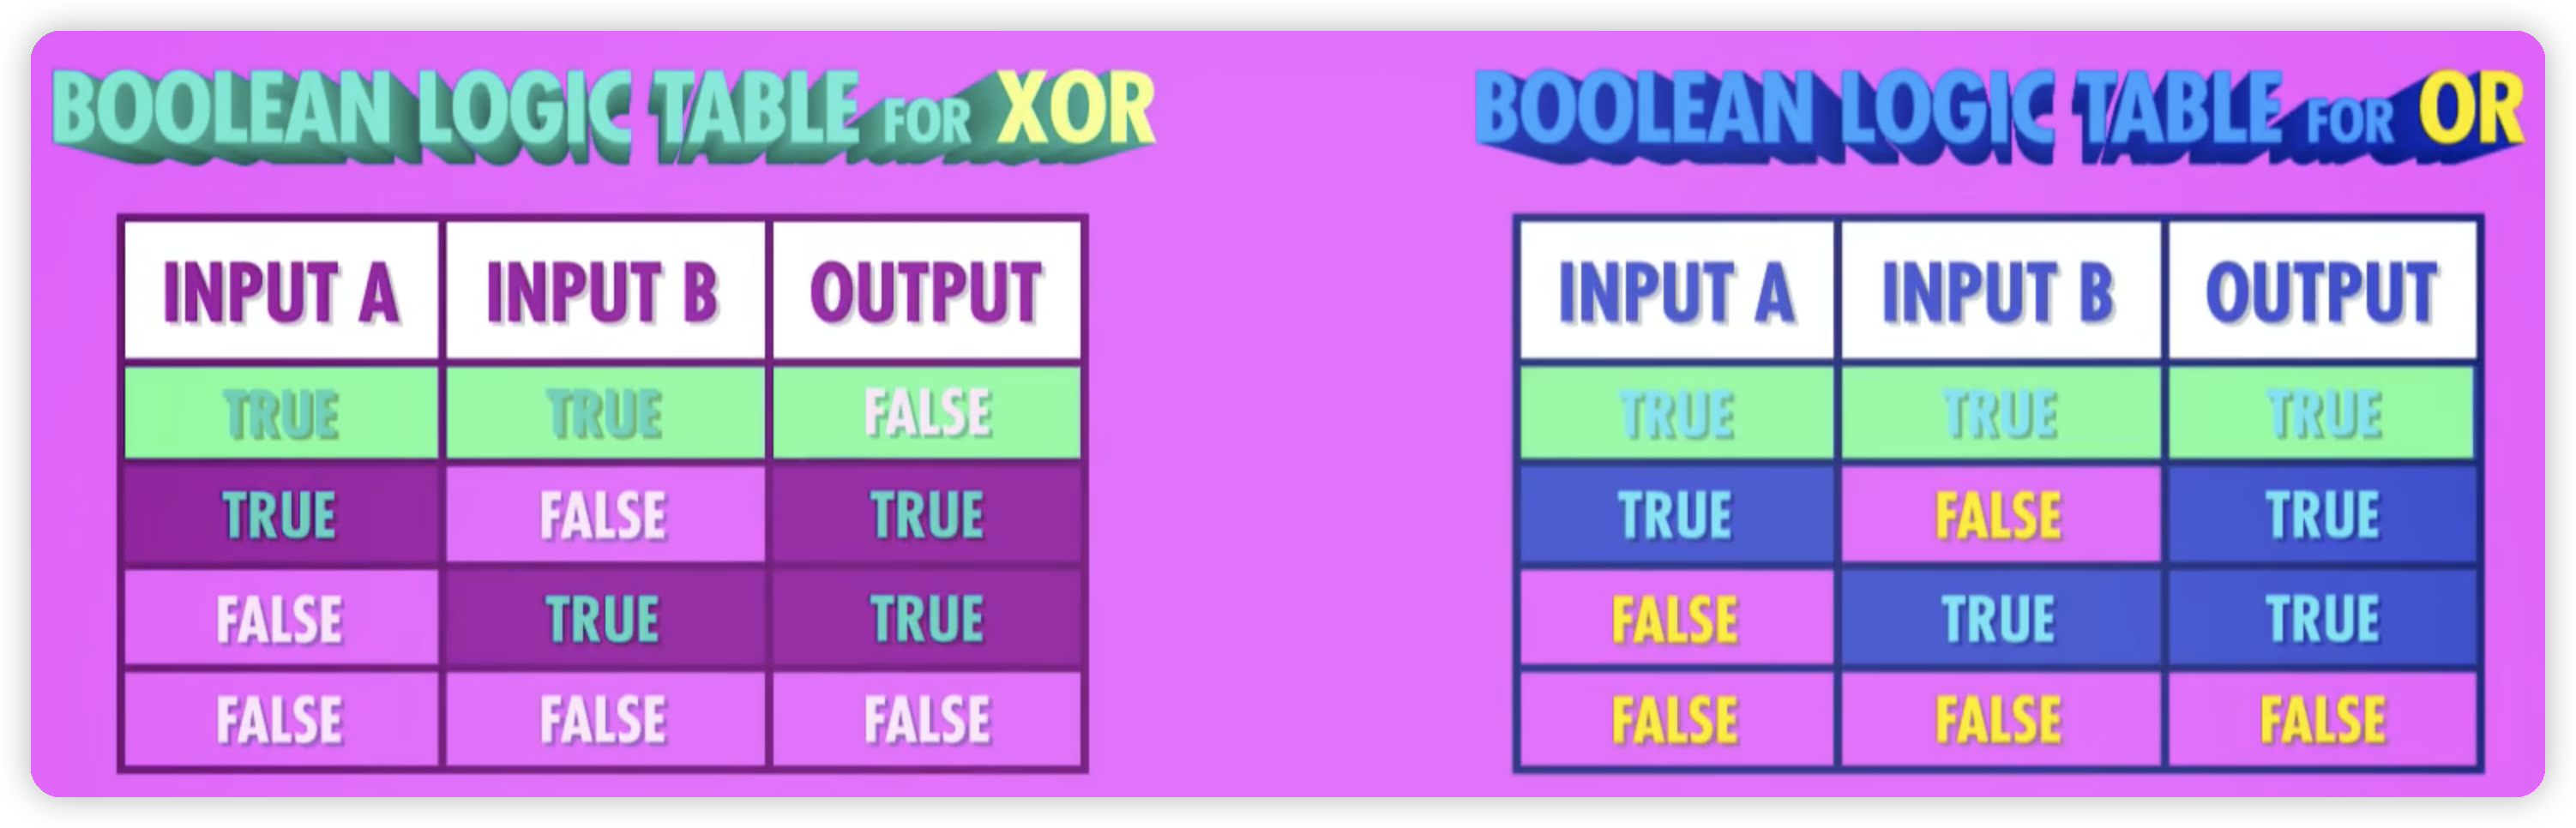 BOOLEAN LOGIC TABLE FOR XOR
INPUT A INPUT B OUTPUT
TRUE TRUE FALSE
TRUE FALSE TRUE
FALSE TRUE TRUE
FALSE FALSE FALSE
BOOLEAN LOGIC TABLE FOR OR
INPUT A INPUT B OUTPUT
TRUE TRUE TRUE
TRUE FALSE TRUE
FALSE TRUE TRUE
FALSE FALSE FALSE